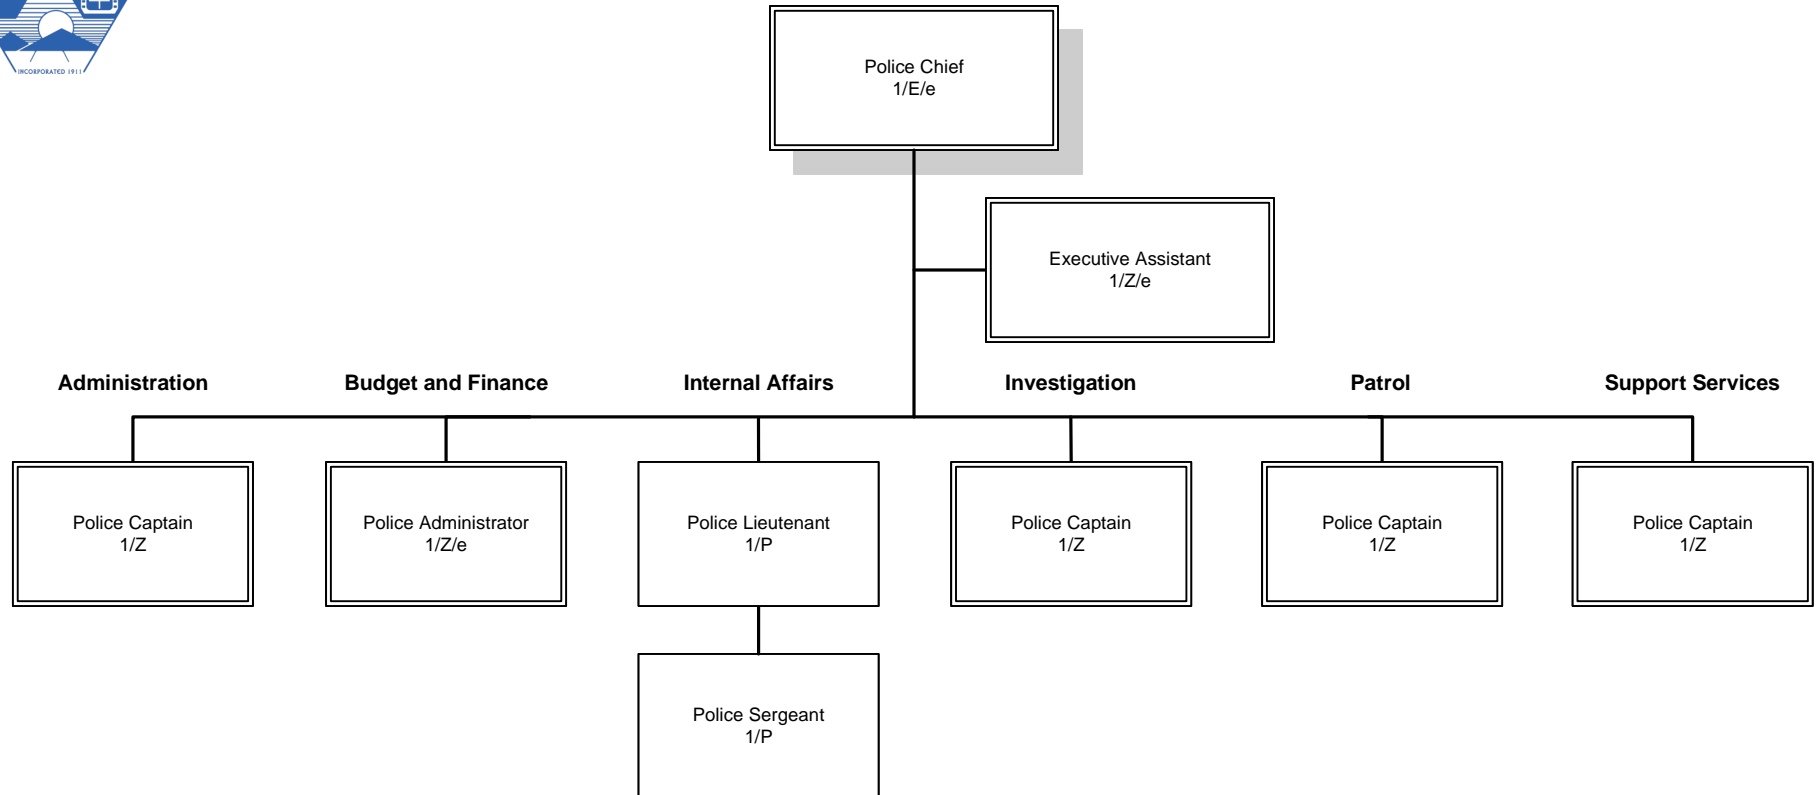 INCORPORATED 1911
Police Chief
1/E/e
Executive Assistant
1/Z/e
Administration
Budget and Finance
Internal Affairs
Investigation
Patrol
Support Services
Police Captain
1/Z
Police Administrator
1/Z/e
Police Lieutenant
1/P
Police Captain
1/Z
Police Captain
1/Z
Police Captain
1/Z
Police Sergeant
1/P